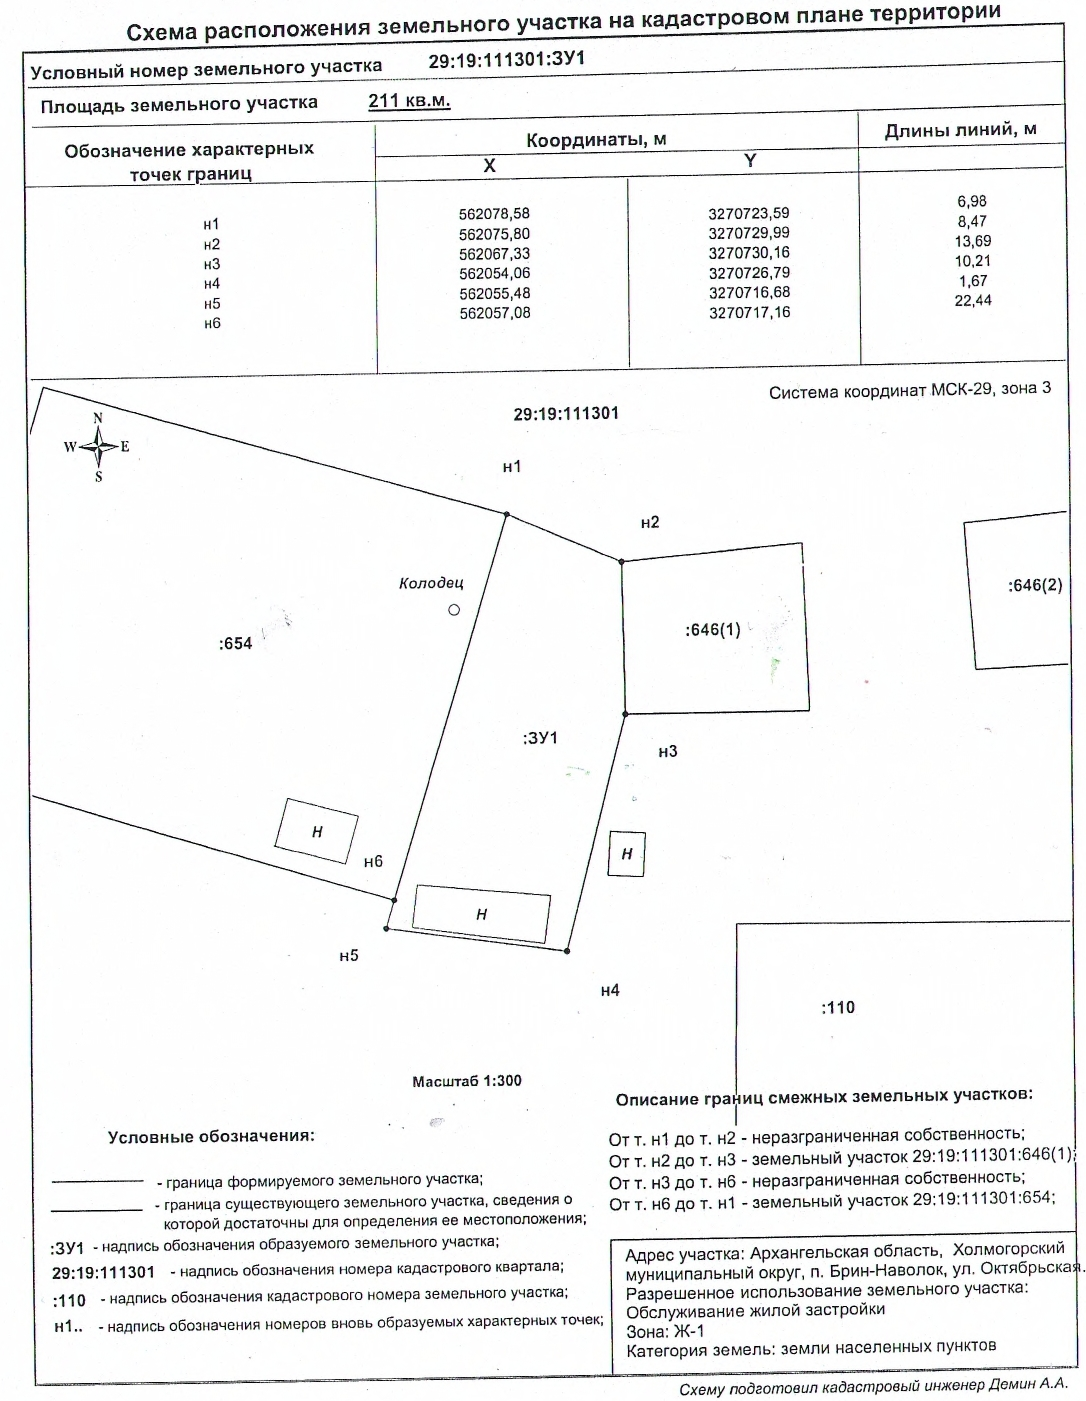 Схема расположения земельного участка на кадастровом плане территории
Условный номер земельного участка 29:19:111301:ЗУ1
Площадь земельного участка 211 кв.м.
Обозначение характерных точек границ
Координаты, м
Длины линий, м
X Y
6,98
н1 562078,58 3270723,59 8,47
н2 562075,80 3270729,99 13,69
н3 562067,33 3270730,16 10,21
н4 562054,06 3270726,79 1,67
н5 562055,48 3270716,68 22,44
н6 562057,08 3270717,16
Система координат МСК-29, зона 3
29:19:111301
N
W E
S
н1
н2
Колодец
:646(2)
:646(1)
:654
:ЗУ1
н3
Н
Н
н6
Н
н5
н4
:110
Масштаб 1:300
Описание границ смежных земельных участков:
От т. н1 до т. н2 - неразграниченная собственность;
От т. н2 до т. н3 - земельный участок 29:19:111301:646(1);
От т. н3 до т. н6 - неразграниченная собственность;
От т. н6 до т. н1 - земельный участок 29:19:111301:654;
Условные обозначения:
- граница формируемого земельного участка;
- граница существующего земельного участка, сведения о
которой достаточны для определения ее местоположения;
:ЗУ1 - надпись обозначения образуемого земельного участка;
29:19:111301 - надпись обозначения номера кадастрового квартала;
:110 - надпись обозначения кадастрового номера земельного участка;
н1.. - надпись обозначения номеров вновь образуемых характерных точек;
Адрес участка: Архангельская область, Холмогорский
муниципальный округ, п. Брин-Наволок, ул. Октябрьская.
Разрешенное использование земельного участка:
Обслуживание жилой застройки
Зона: Ж-1
Категория земель: земли населенных пунктов
Схему подготовил кадастровый инженер Демин А.А.